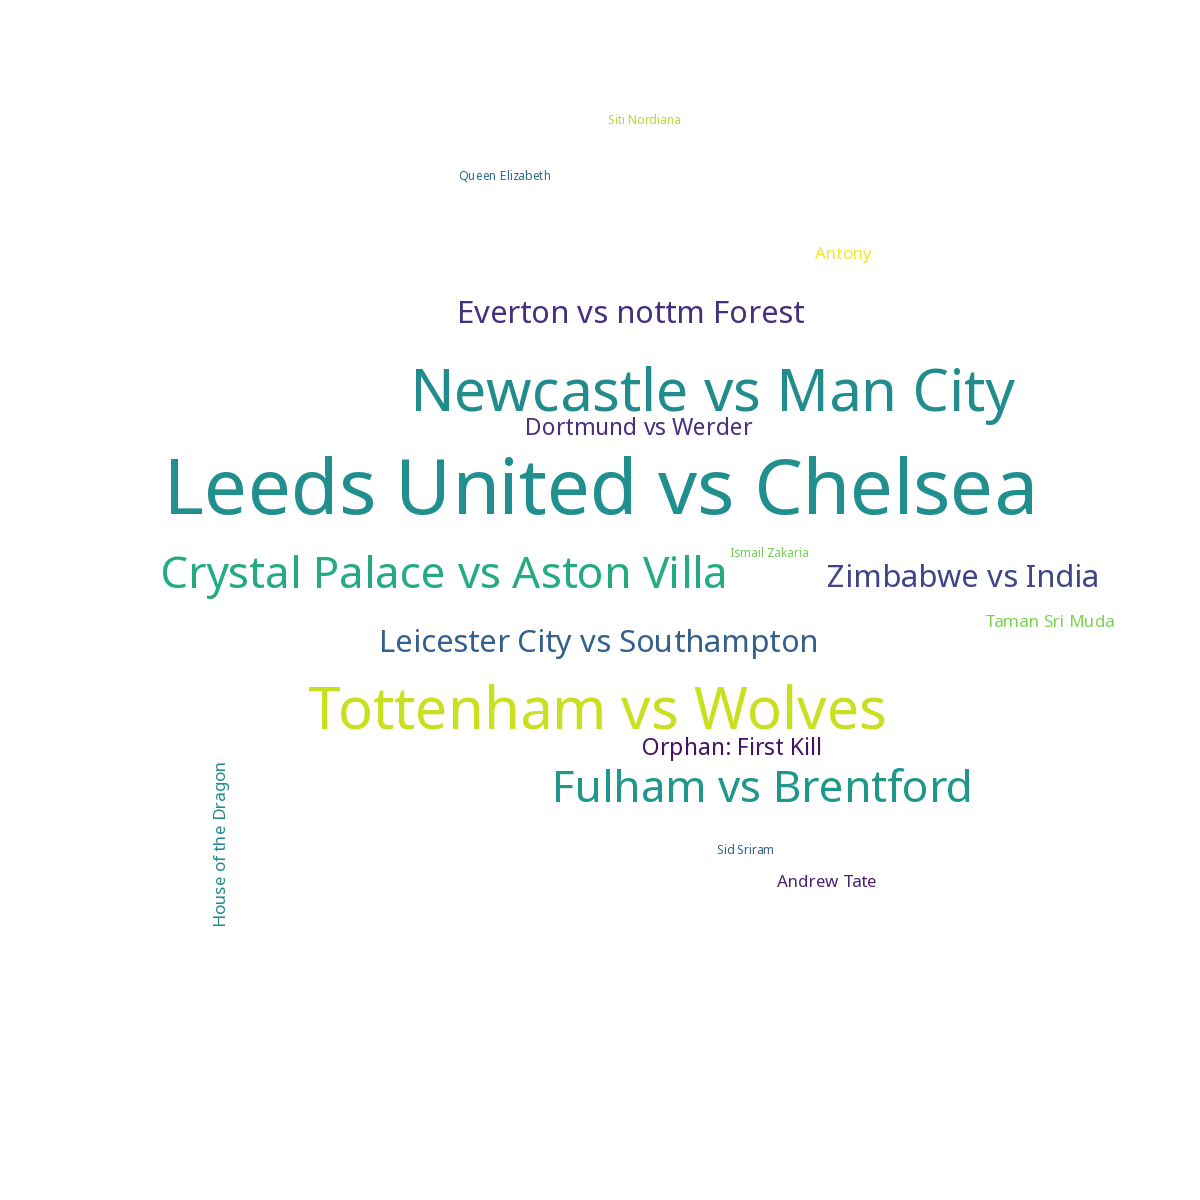 Siti Nordiana
Queen Elizabeth
Antony
Everton vs nottm Forest
Newcastle vs Man City
Dortmund vs Werder
Leeds United vs Chelsea
Ismail Zakaria
Crystal Palace vs Aston Villa
Zimbabwe vs India
Taman Sri Muda
Leicester City vs Southampton
Tottenham vs Wolves
Orphan: First Kill
Fulham vs Brentford
House of the Dragon
Sid Sriram
Andrew Tate